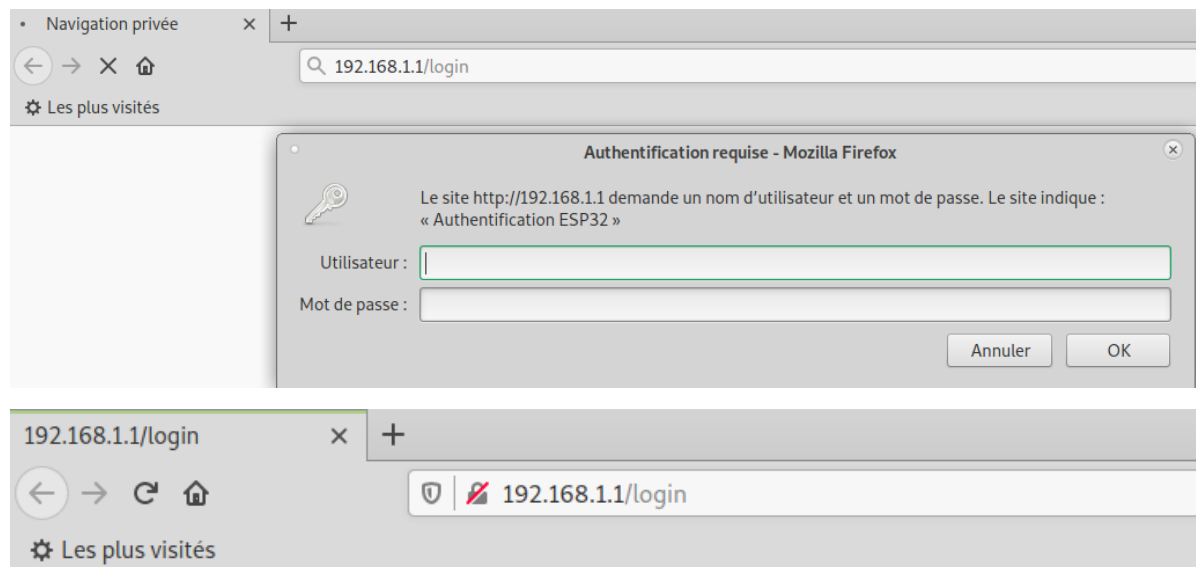 Navigation privée
192.168.1.1/login
Les plus visités
Authentification requise - Mozilla Firefox
Le site http://192.168.1.1 demande un nom d’utilisateur et un mot de passe. Le site indique :
« Authentification ESP32 »
Utilisateur :
Mot de passe :
Annuler OK
192.168.1.1/login
192.168.1.1/login
Les plus visités